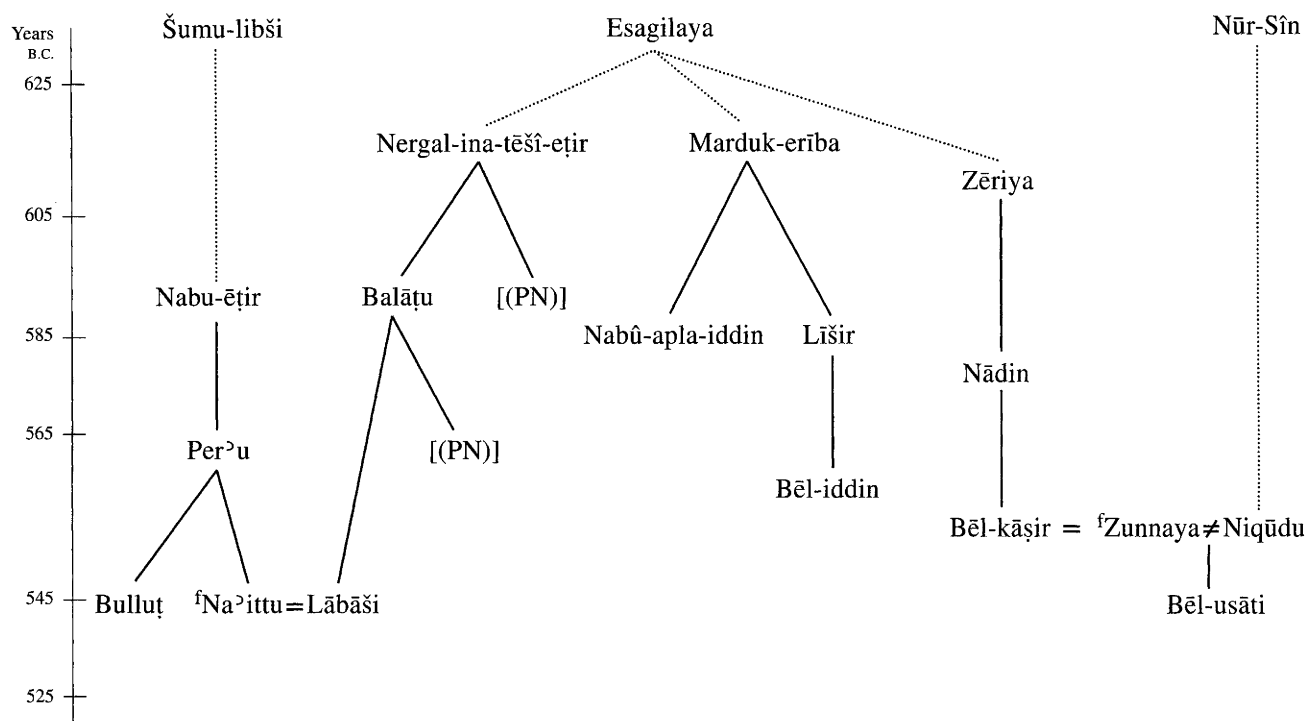 Years Šumu-libši Esagilaya Nūr-Sîn
B.C.
625
Nergal-ina-tēšî-eṭir Marduk-erība
Zēriya
605
Nabu-ēṭir Balāṭu [(PN)]
585 Nabû-apla-iddin Līšir
Nādin
565
Perʾu [(PN)]
Bēl-iddin
Bēl-kāṣir = ᶠZunnaya≠Niqūdu
545 Bulluṭ ᶠNaʾittu=Lābāši Bēl-usāti
525